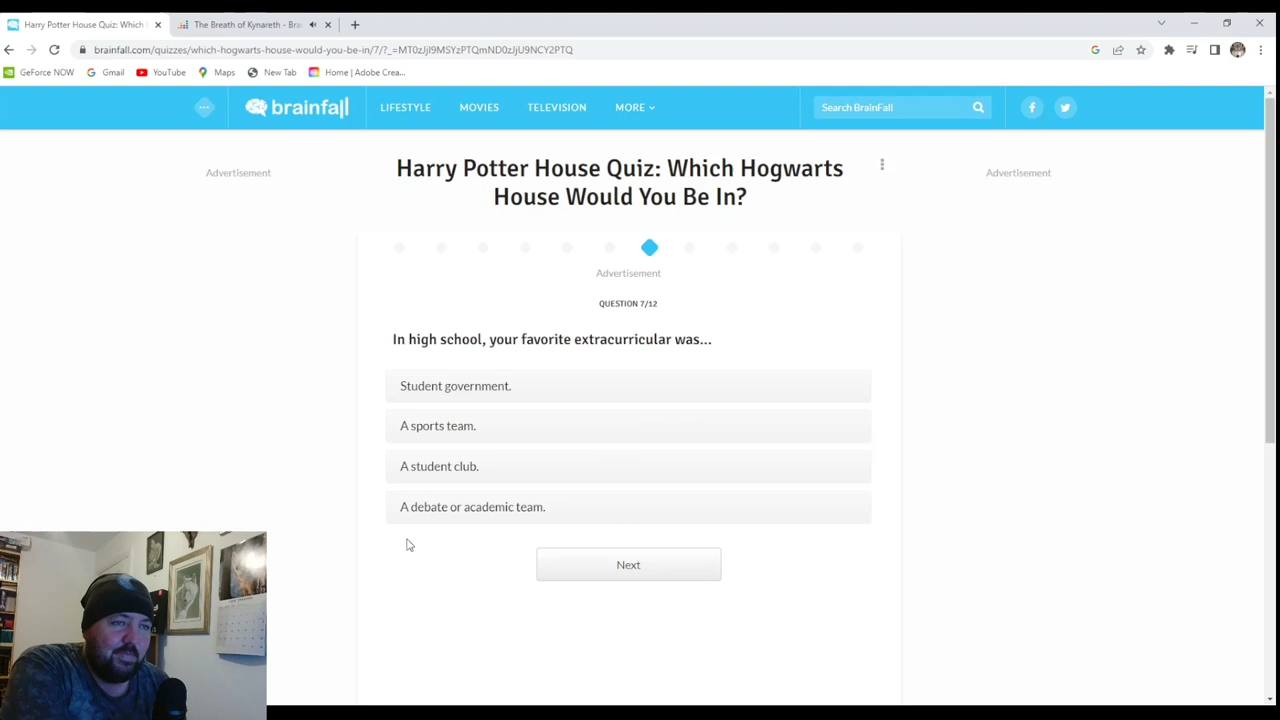 Harry Potter House Quiz: Which
The Breath of Kynareth - Bra
brainfall.com/quizzes/which-hogwarts-house-would-you-be-in/7/?_=MT0zJjI9MSYzPTQmND0zJjU9NCY2PTQ
GeForce NOW
Gmail
YouTube
Maps
New Tab
Home | Adobe Crea...
brainfall
LIFESTYLE
MOVIES
TELEVISION
MORE
Search BrainFall
Advertisement
Harry Potter House Quiz: Which Hogwarts
House Would You Be In?
Advertisement
Advertisement
QUESTION 7/12
In high school, your favorite extracurricular was...
Student government.
A sports team.
A student club.
A debate or academic team.
Next